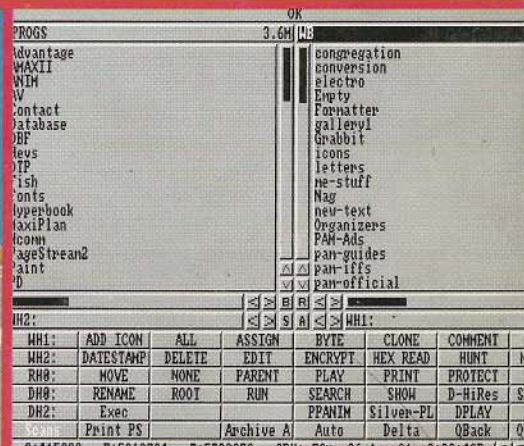 OK
PROGS 3.6M WB
Advantage
AMAXII
ANIM
AV
Contact
Database
DBF
devs
DTP
Fish
fonts
Hyperbook
MaxiPlan
Ncomm
PageStream2
Paint
PD
congregation
conversion
electro
Empty
Formatter
gallery1
Grabbit
icons
letters
me-stuff
Nag
new-text
Organizers
PAM-Ads
pam-guides
pam-iffs
pam-official
< > B R < >
WH2: < > S A < > WH1:
WH1: ADD ICON ALL ASSIGN BYTE CLONE COMMENT
WH2: DATESTAMP DELETE EDIT ENCRYPT HEX READ HUNT
RH0: MOVE NONE PARENT PLAY PRINT PROTECT
DH0: RENAME ROOT RUN SEARCH SHOW D-HiRes
DH2: Exec PPANIM Silver-PL DPLAY
Scans Print PS Archive A Auto Delta QBack